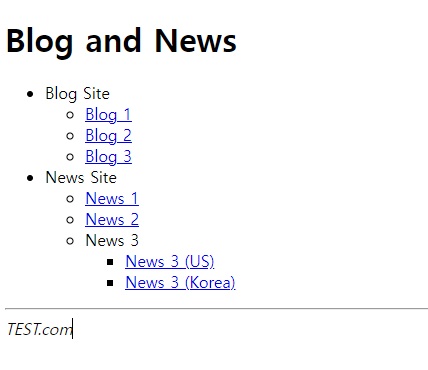 Blog and News
Blog Site
Blog 1
Blog 2
Blog 3
News Site
News 1
News 2
News 3
News 3 (US)
News 3 (Korea)
TEST.com